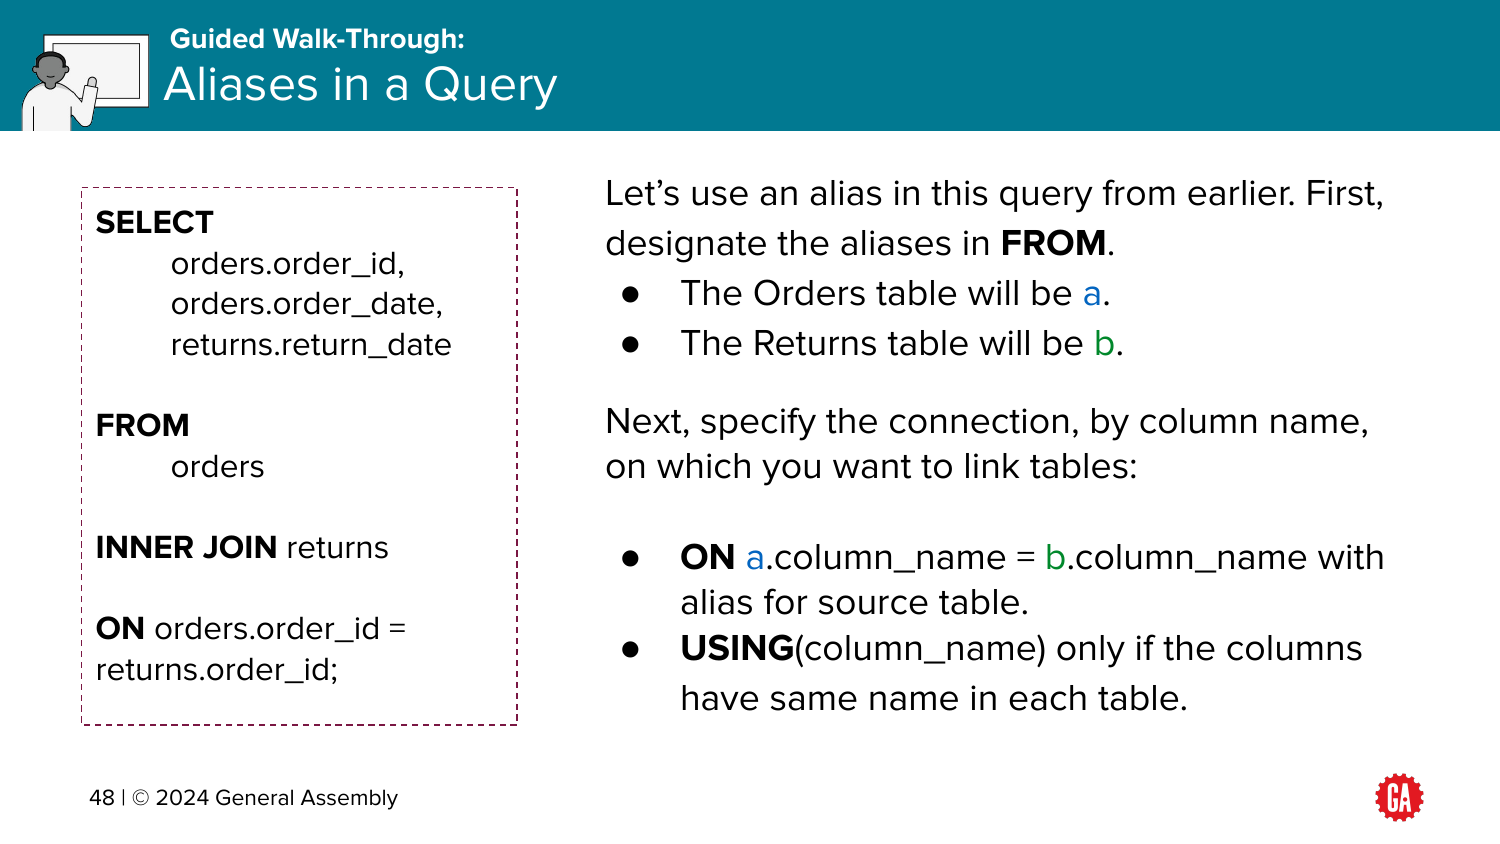 Guided Walk-Through:
Aliases in a Query
SELECT
orders.order_id,
orders.order_date,
returns.return_date
FROM
orders
INNER JOIN returns
ON orders.order_id =
returns.order_id;
Let’s use an alias in this query from earlier. First,
designate the aliases in FROM.
● The Orders table will be a.
● The Returns table will be b.
Next, specify the connection, by column name,
on which you want to link tables:
● ON a.column_name = b.column_name with
alias for source table.
● USING(column_name) only if the columns
have same name in each table.
48 | © 2024 General Assembly
GA